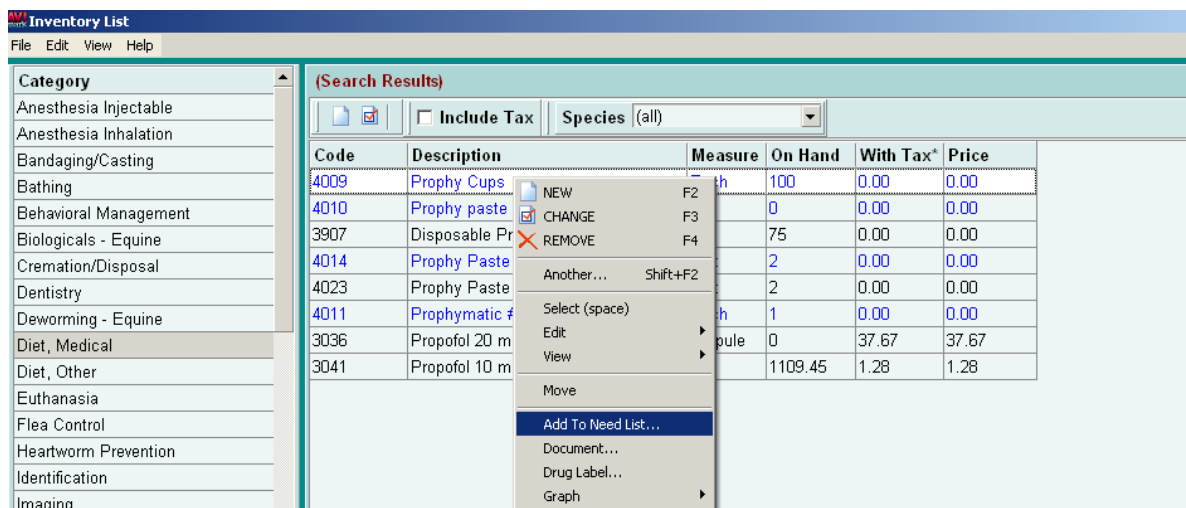 AVI mark Inventory List
File Edit View Help
Category
Anesthesia Injectable
Anesthesia Inhalation
Bandaging/Casting
Bathing
Behavioral Management
Biologicals - Equine
Cremation/Disposal
Dentistry
Deworming - Equine
Diet, Medical
Diet, Other
Euthanasia
Flea Control
Heartworm Prevention
Identification
Imaging
(Search Results)
Include Tax Species (all)
Code Description Measure On Hand With Tax* Price
4009 Prophy Cups 100 0.00 0.00
4010 Prophy paste 0 0.00 0.00
3907 Disposable Pr 75 0.00 0.00
4014 Prophy Paste 2 0.00 0.00
4023 Prophy Paste 2 0.00 0.00
4011 Prophymatic # 1 0.00 0.00
3036 Propofol 20 m pule 0 37.67 37.67
3041 Propofol 10 m 1109.45 1.28 1.28
NEW F2
CHANGE F3
REMOVE F4
Another... Shift+F2
Select (space)
Edit
View
Move
Add To Need List...
Document...
Drug Label...
Graph